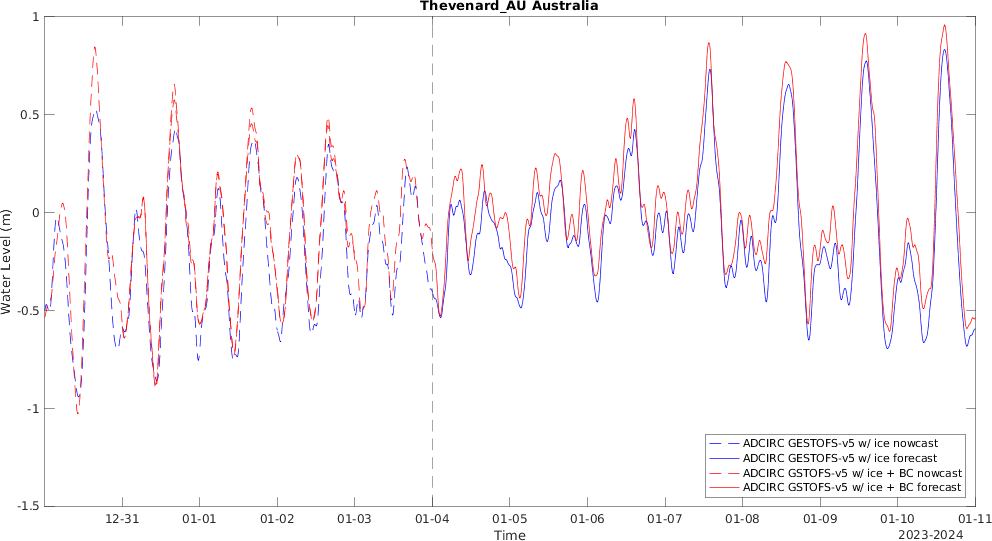 Thevenard_AU Australia
Water Level (m)
1
0.5
0
-0.5
-1
-1.5
ADCIRC GESTOFS-v5 w/ ice nowcast
ADCIRC GESTOFS-v5 w/ ice forecast
ADCIRC GSTOFS-v5 w/ ice + BC nowcast
ADCIRC GSTOFS-v5 w/ ice + BC forecast
12-31 01-01 01-02 01-03 01-04 01-05 01-06 01-07 01-08 01-09 01-10 01-11
Time
2023-2024